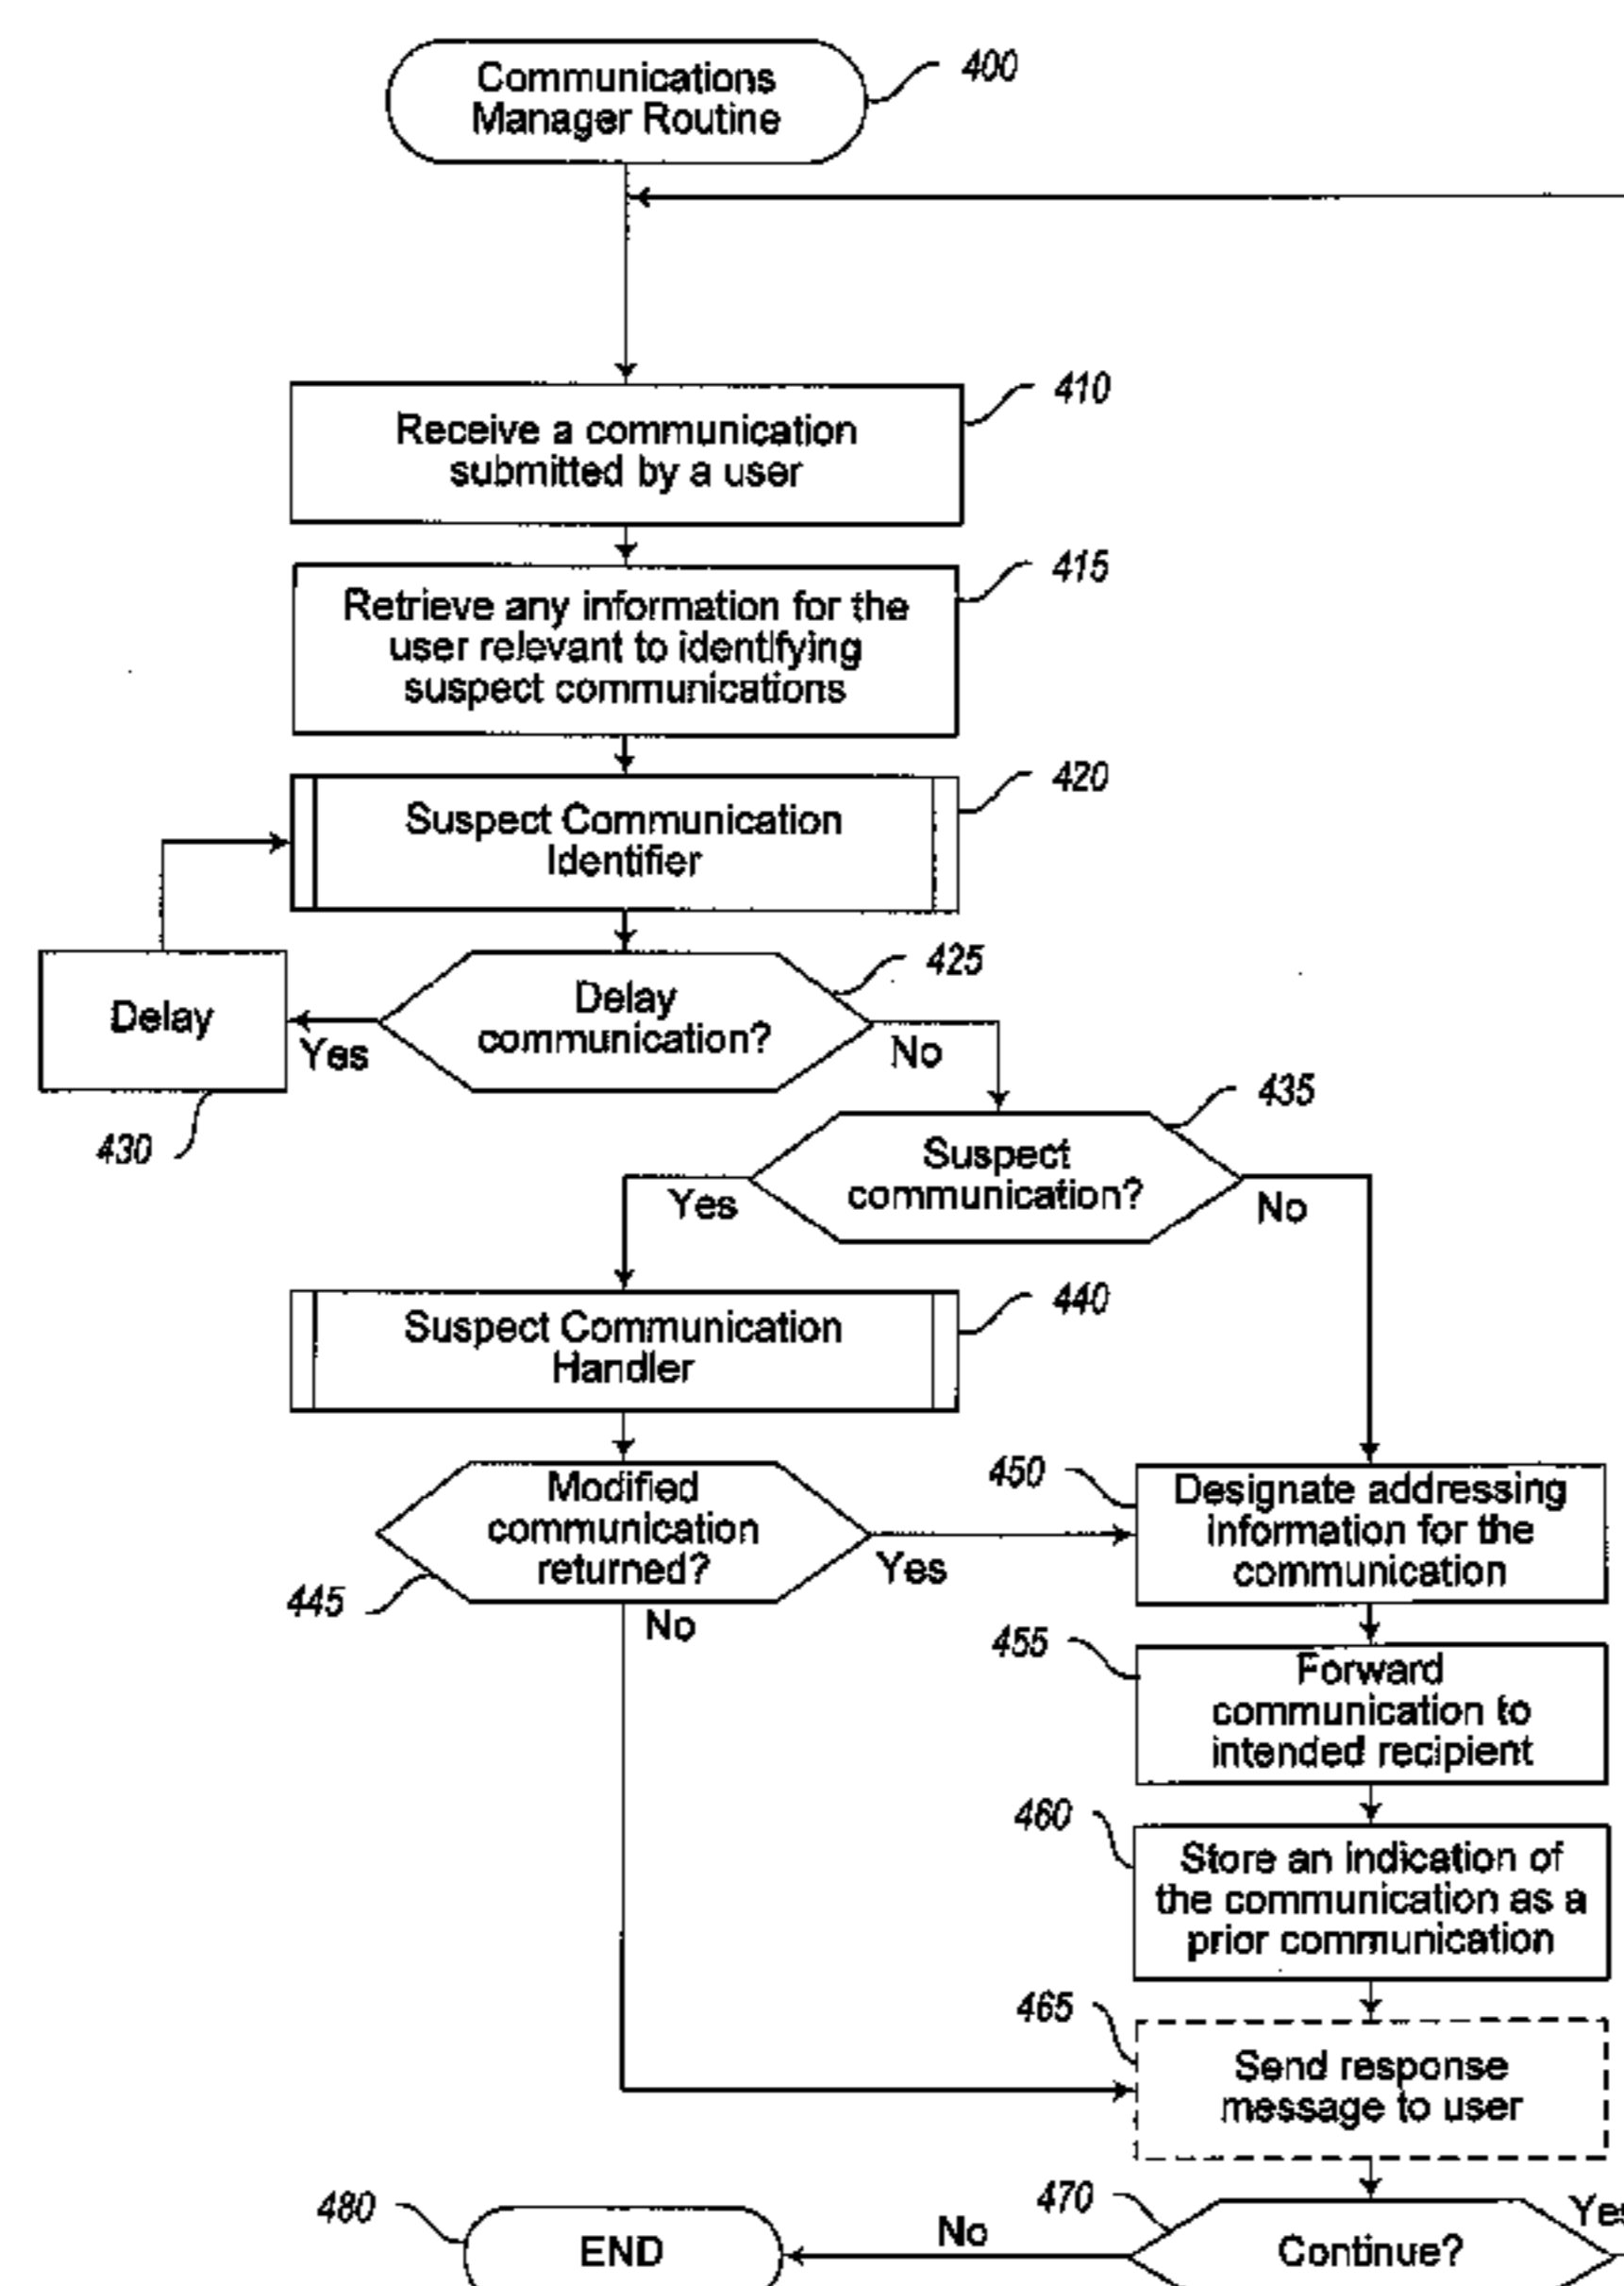 Communications
Manager Routine
400
Receive a communication
submitted by a user
410
Retrieve any information for the
user relevant to identifying
suspect communications
415
Suspect Communication
Identifier
420
Delay
communication?
425
Delay
Yes
No
430
Suspect
communication?
435
Yes
No
Suspect Communication
Handler
440
Modified
communication
returned?
445
Yes
No
450
Designate addressing
information for the
communication
455
Forward
communication to
intended recipient
460
Store an indication of
the communication as a
prior communication
465
Send response
message to user
470
Continue?
Yes
No
480
END